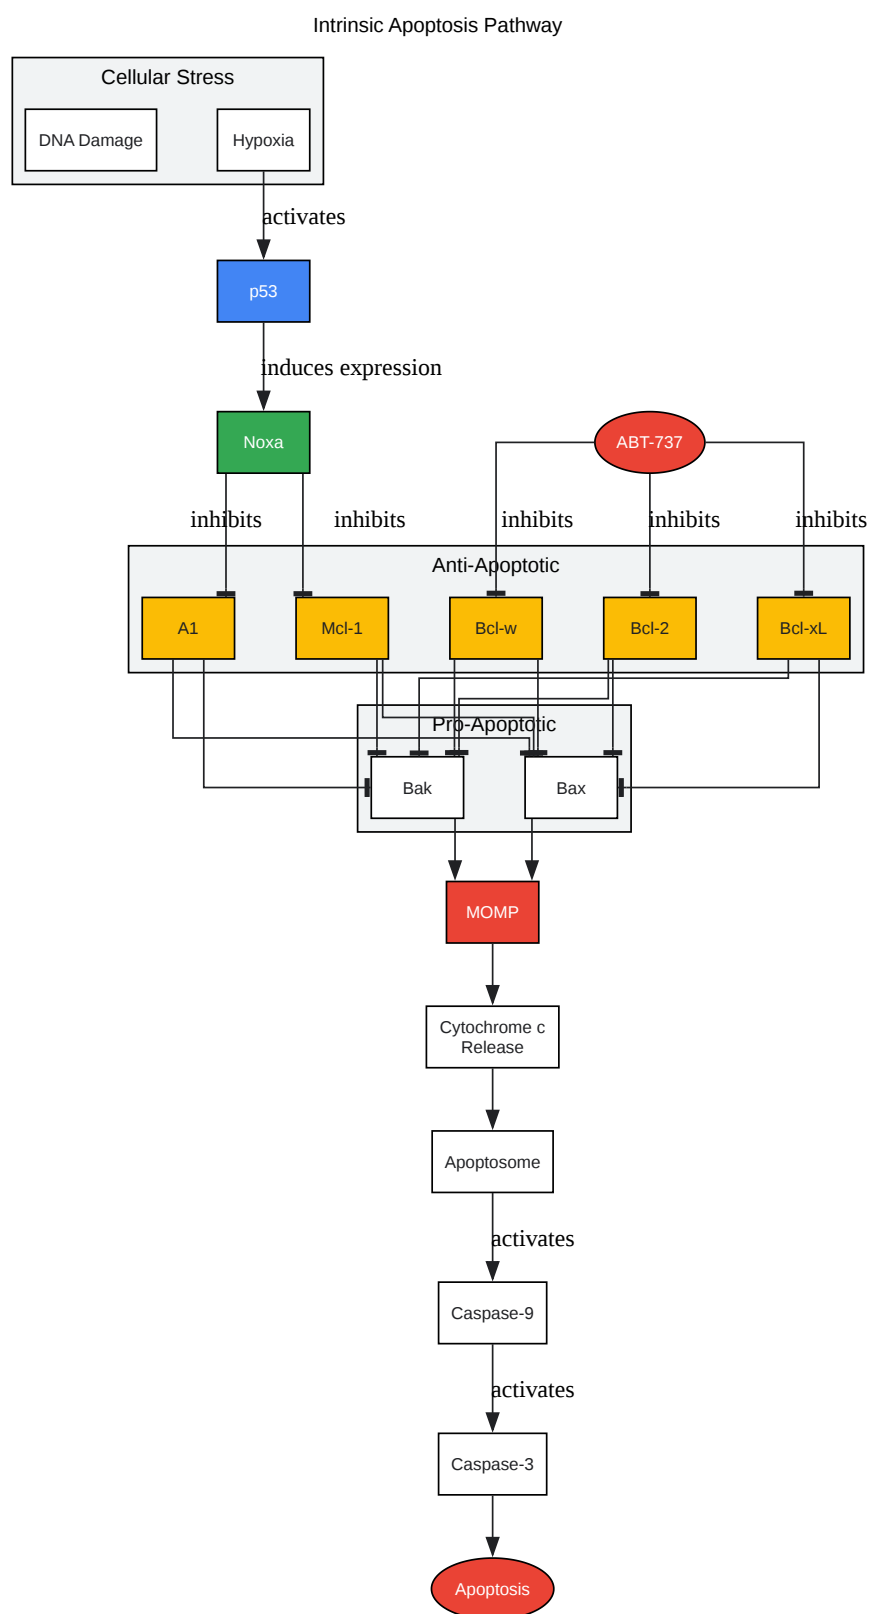 Intrinsic Apoptosis Pathway
Cellular Stress
DNA Damage
Hypoxia
activates
p53
induces expression
Noxa
ABT-737
inhibits
inhibits
inhibits
inhibits
inhibits
Anti-Apoptotic
A1
Mcl-1
Bcl-w
Bcl-2
Bcl-xL
Pro-Apoptotic
Bak
Bax
MOMP
Cytochrome c
Release
Apoptosome
activates
Caspase-9
activates
Caspase-3
Apoptosis